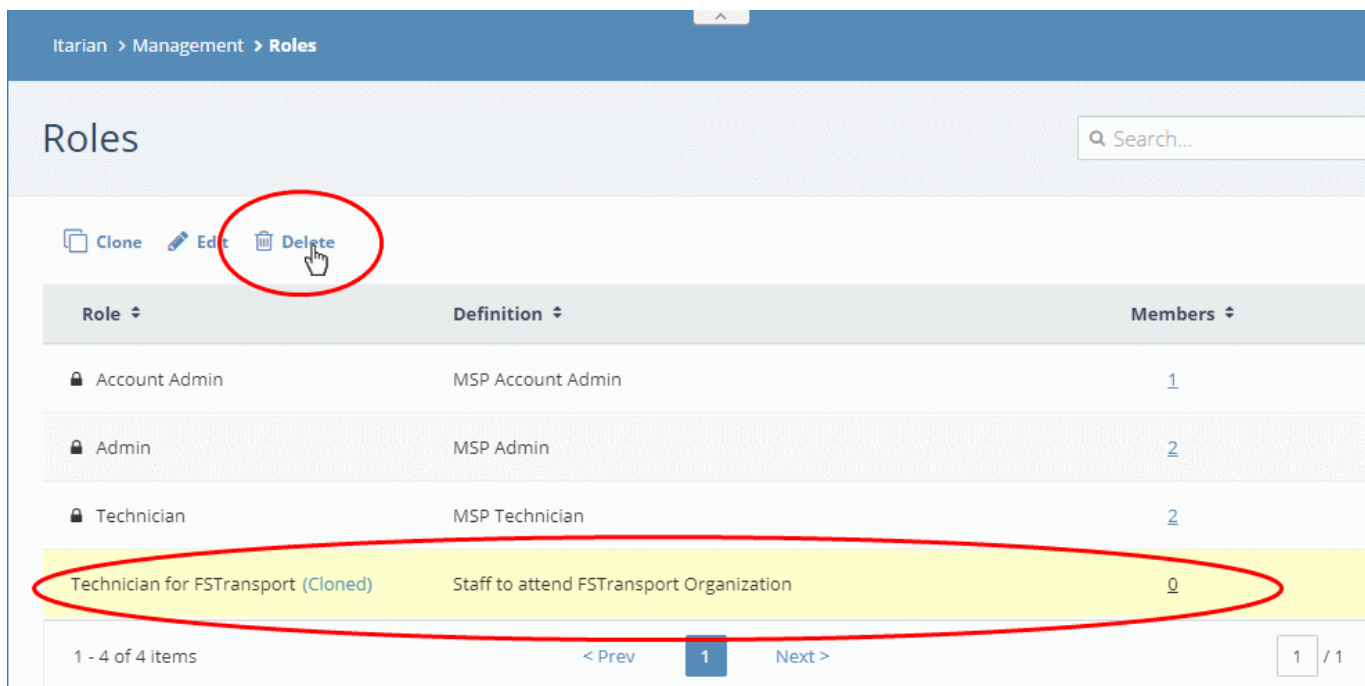 Itarian > Management > Roles
Roles
Search...
Clone Edit Delete
Role Definition Members
Account Admin MSP Account Admin 1
Admin MSP Admin 2
Technician MSP Technician 2
Technician for FSTransport (Cloned) Staff to attend FSTransport Organization 0
1 - 4 of 4 items < Prev 1 Next > 1 / 1